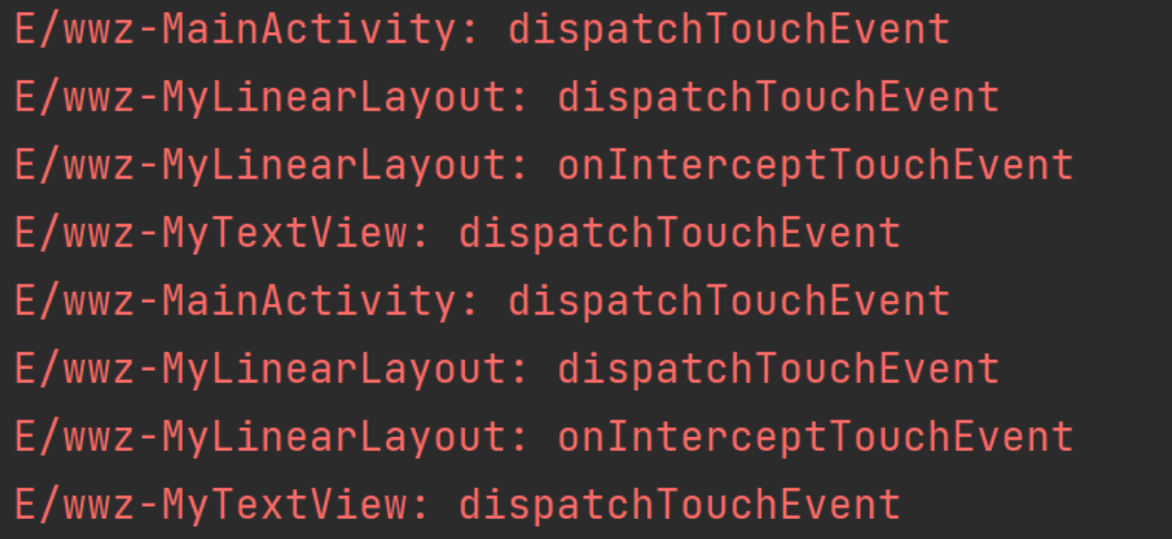 E/wwz-MainActivity: dispatchTouchEvent
E/wwz-MyLinearLayout: dispatchTouchEvent
E/wwz-MyLinearLayout: onInterceptTouchEvent
E/wwz-MyTextView: dispatchTouchEvent
E/wwz-MainActivity: dispatchTouchEvent
E/wwz-MyLinearLayout: dispatchTouchEvent
E/wwz-MyLinearLayout: onInterceptTouchEvent
E/wwz-MyTextView: dispatchTouchEvent